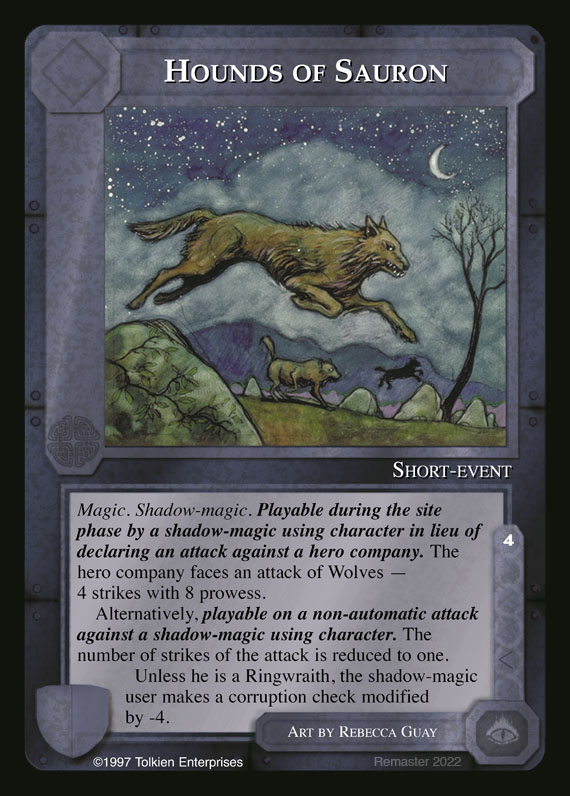 Hounds of Sauron
Short-event
Magic. Shadow-magic. Playable during the site
phase by a shadow-magic using character in lieu of
declaring an attack against a hero company. The
hero company faces an attack of Wolves —
4 strikes with 8 prowess.
Alternatively, playable on a non-automatic attack
against a shadow-magic using character. The
number of strikes of the attack is reduced to one.
Unless he is a Ringwraith, the shadow-magic
user makes a corruption check modified
by -4.
4
Art by Rebecca Guay
©1997 Tolkien Enterprises
Remaster 2022